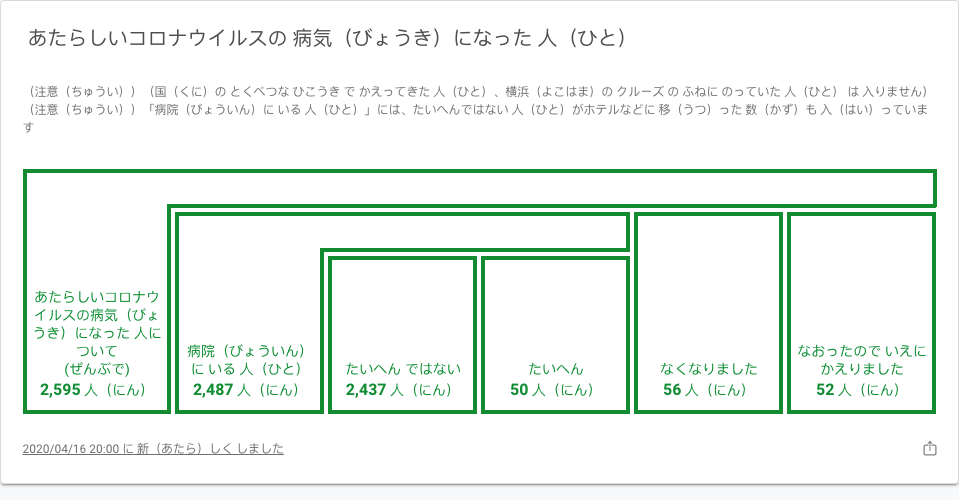 あたらしいコロナウイルスの 病気（びょうき）になった 人（ひと）
（注意（ちゅうい））（国（くに）の とくべつな ひこうき で かえってきた 人（ひと）、横浜（よこはま）の クルーズ の ふねに のっていた 人（ひと） は 入りません）
（注意（ちゅうい））「病院（びょういん）に いる 人（ひと）」には、たいへんではない 人（ひと）がホテルなどに 移（うつ）った 数（かず）も 入（はい）っていま
す
あたらしいコロナウ
イルスの病気（びょ
うき）になった 人に
ついて
(ぜんぶで)
2,595 人（にん）
病院（びょういん）
に いる 人（ひと）
2,487 人（にん）
たいへん ではない
2,437 人（にん）
たいへん
50 人（にん）
なくなりました
56 人（にん）
なおったので いえに
かえりました
52 人（にん）
2020/04/16 20:00 に 新（あたら）しく しました